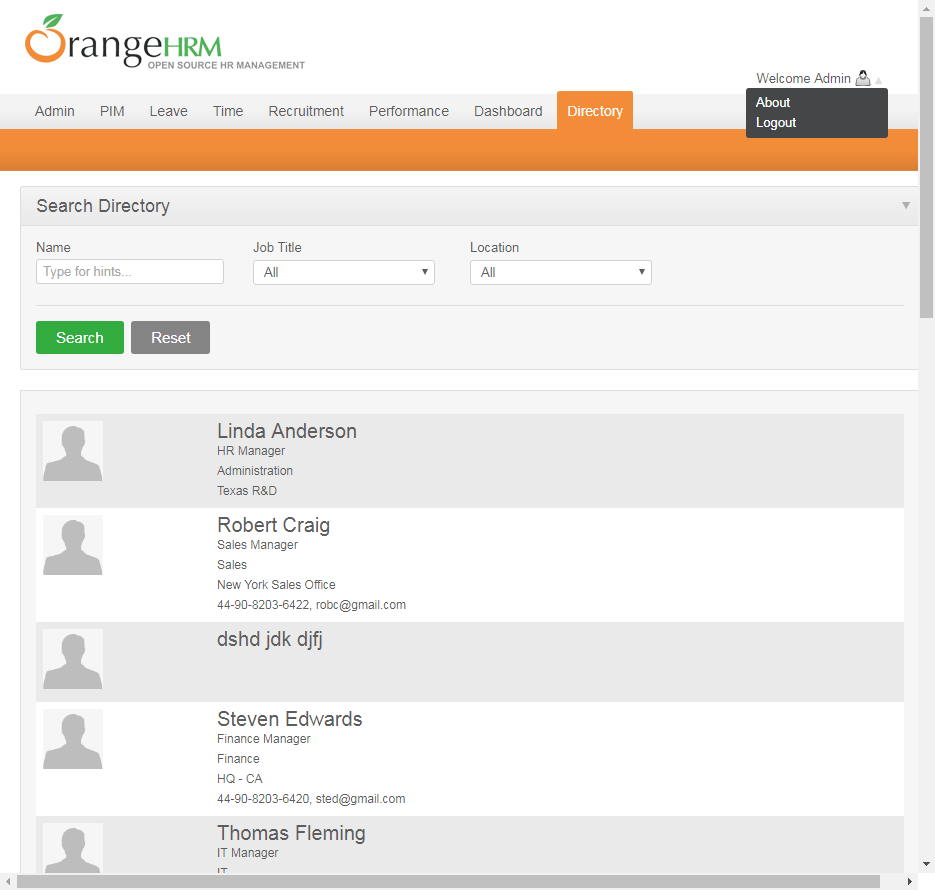 OrangeHRM
OPEN SOURCE HR MANAGEMENT
Welcome Admin
About
Logout
Admin PIM Leave Time Recruitment Performance Dashboard Directory
Search Directory
Name Job Title Location
Type for hints... All All
Search Reset
Linda Anderson
HR Manager
Administration
Texas R&D
Robert Craig
Sales Manager
Sales
New York Sales Office
44-90-8203-6422, robc@gmail.com
dshd jdk djfj
Steven Edwards
Finance Manager
Finance
HQ - CA
44-90-8203-6420, sted@gmail.com
Thomas Fleming
IT Manager
IT